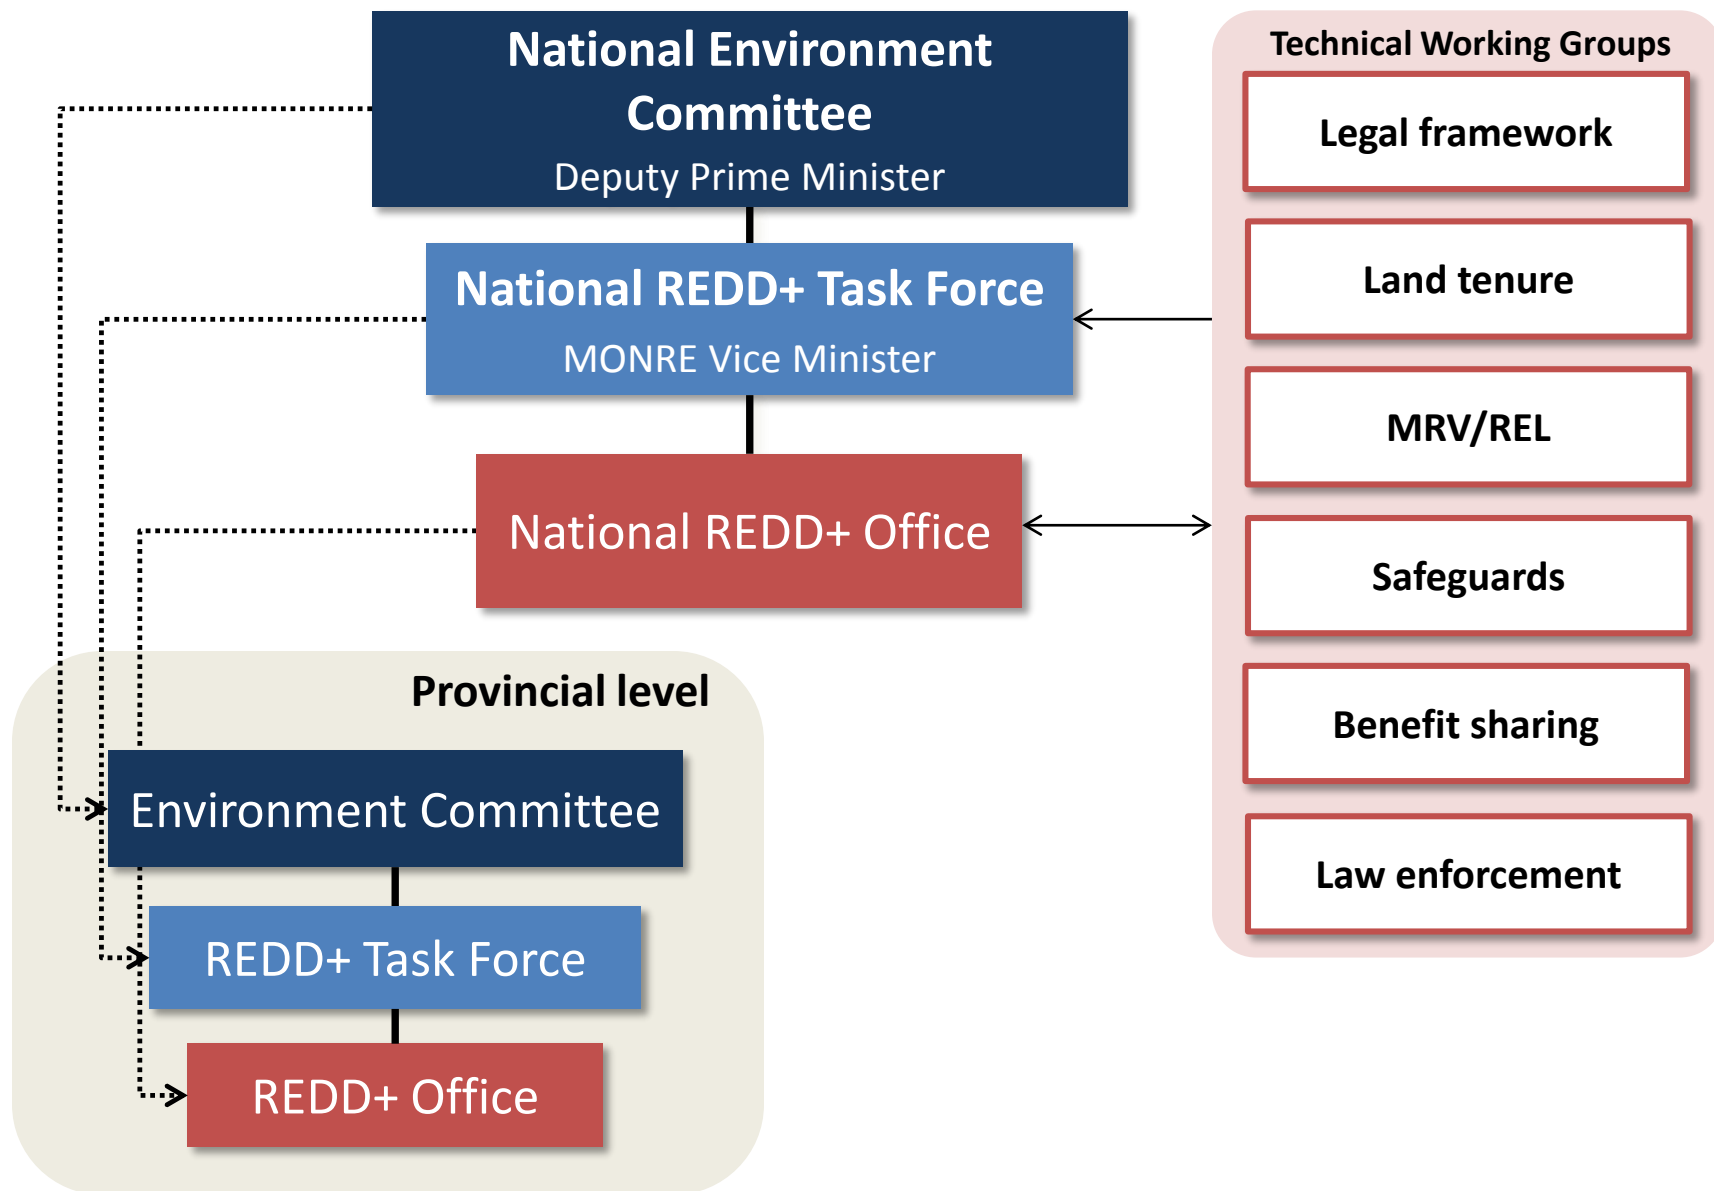 National Environment
Committee
Deputy Prime Minister
National REDD+ Task Force
MONRE Vice Minister
National REDD+ Office
Provincial level
Environment Committee
REDD+ Task Force
REDD+ Office
Technical Working Groups
Legal framework
Land tenure
MRV/REL
Safeguards
Benefit sharing
Law enforcement